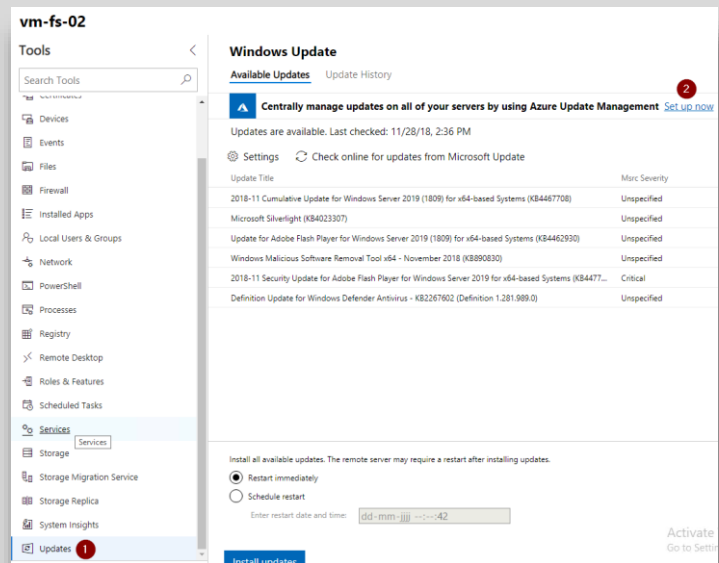 vm-fs-02
Tools
Search Tools
Certificates
Devices
Events
Files
Firewall
Installed Apps
Local Users & Groups
Network
PowerShell
Processes
Registry
Remote Desktop
Roles & Features
Scheduled Tasks
Services
Services
Storage
Storage Migration Service
Storage Replica
System Insights
Updates 1
Windows Update
Available Updates Update History
2
Centrally manage updates on all of your servers by using Azure Update Management Set up now
Updates are available. Last checked: 11/28/18, 2:36 PM
Settings Check online for updates from Microsoft Update
Update Title Msrc Severity
2018-11 Cumulative Update for Windows Server 2019 (1809) for x64-based Systems (KB4467708) Unspecified
Microsoft Silverlight (KB4023307) Unspecified
Update for Adobe Flash Player for Windows Server 2019 (1809) for x64-based Systems (KB4462930) Unspecified
Windows Malicious Software Removal Tool x64 - November 2018 (KB890830) Unspecified
2018-11 Security Update for Adobe Flash Player for Windows Server 2019 for x64-based Systems (KB4477... Critical
Definition Update for Windows Defender Antivirus - KB2267602 (Definition 1.281.989.0) Unspecified
Install all available updates. The remote server may require a restart after installing updates.
Restart immediately
Schedule restart
Enter restart date and time: dd-mm-jjjj --:--:42
Activate
Go to Settin
Install updates